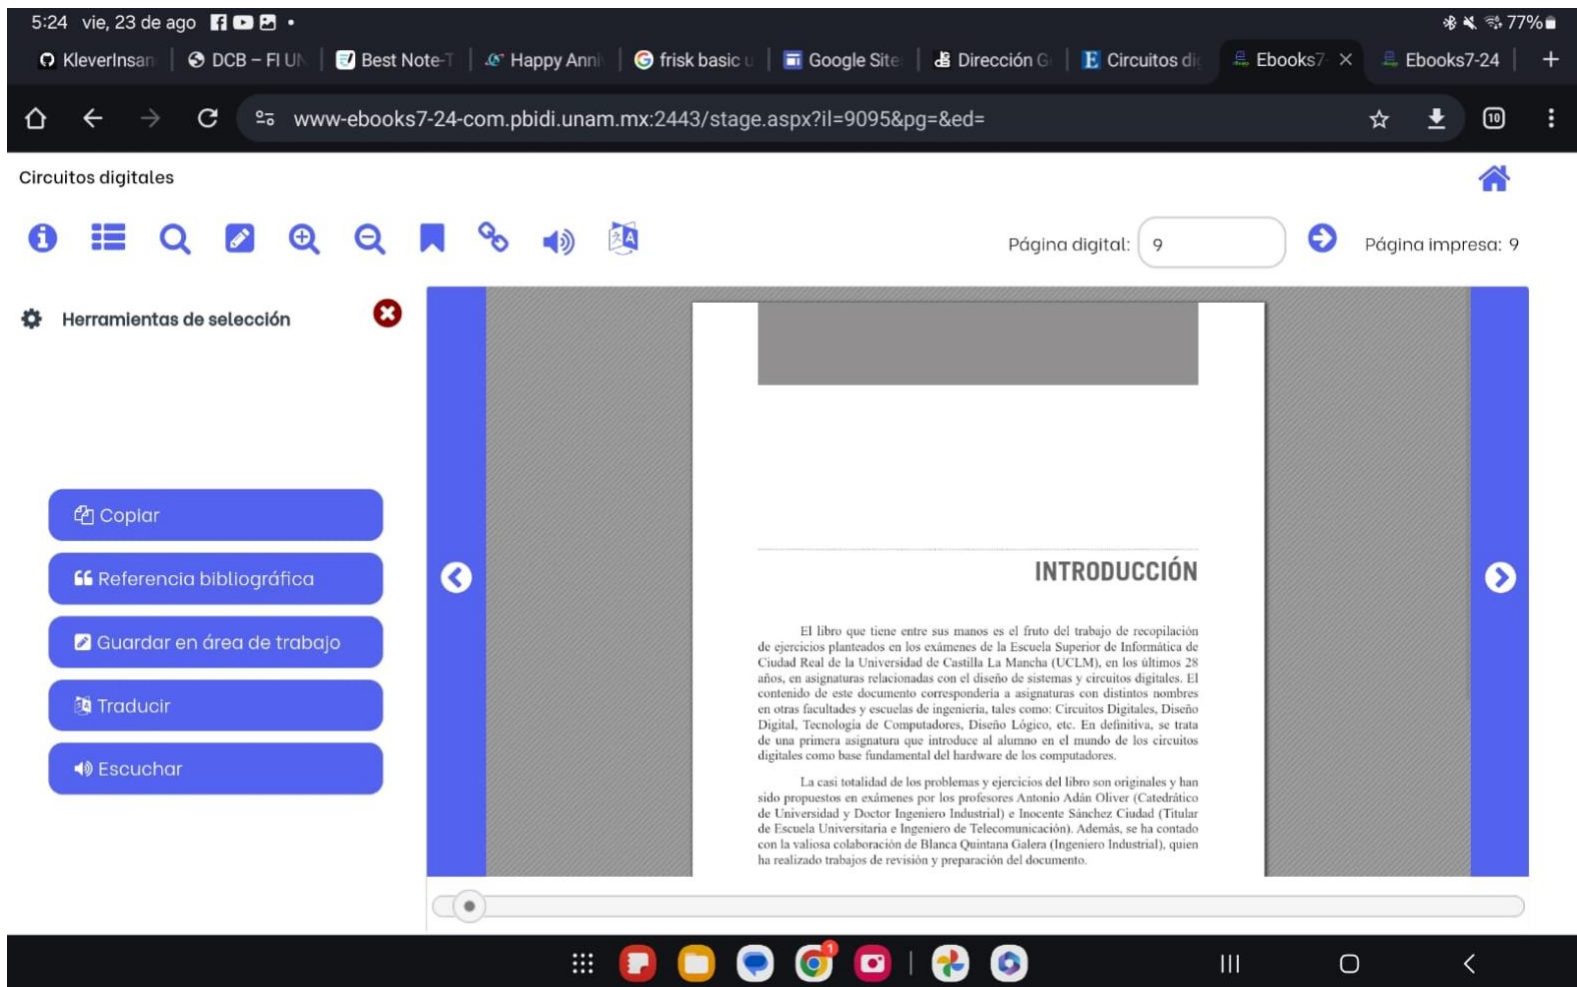 5:24 vie, 23 de ago
77%
KleverInsan
DCB – FI UN
Best Note-T
Happy Anni
frisk basic u
Google Site
Dirección G
Circuitos dig
Ebooks7-
Ebooks7-24
www-ebooks7-24-com.pbidi.unam.mx:2443/stage.aspx?il=9095&pg=&ed=
10
Circuitos digitales
Página digital: 9
Página impresa: 9
Herramientas de selección
Copiar
Referencia bibliográfica
Guardar en área de trabajo
Traducir
Escuchar
INTRODUCCIÓN
El libro que tiene entre sus manos es el fruto del trabajo de recopilación
de ejercicios planteados en los exámenes de la Escuela Superior de Informática de
Ciudad Real de la Universidad de Castilla La Mancha (UCLM), en los últimos 28
años, en asignaturas relacionadas con el diseño de sistemas y circuitos digitales. El
contenido de este documento correspondería a asignaturas con distintos nombres
en otras facultades y escuelas de ingeniería, tales como: Circuitos Digitales, Diseño
Digital, Tecnología de Computadores, Diseño Lógico, etc. En definitiva, se trata
de una primera asignatura que introduce al alumno en el mundo de los circuitos
digitales como base fundamental del hardware de los computadores.
La casi totalidad de los problemas y ejercicios del libro son originales y han
sido propuestos en exámenes por los profesores Antonio Adán Oliver (Catedrático
de Universidad y Doctor Ingeniero Industrial) e Inocente Sánchez Ciudad (Titular
de Escuela Universitaria e Ingeniero de Telecomunicación). Además, se ha contado
con la valiosa colaboración de Blanca Quintana Galera (Ingeniero Industrial), quien
ha realizado trabajos de revisión y preparación del documento.
1